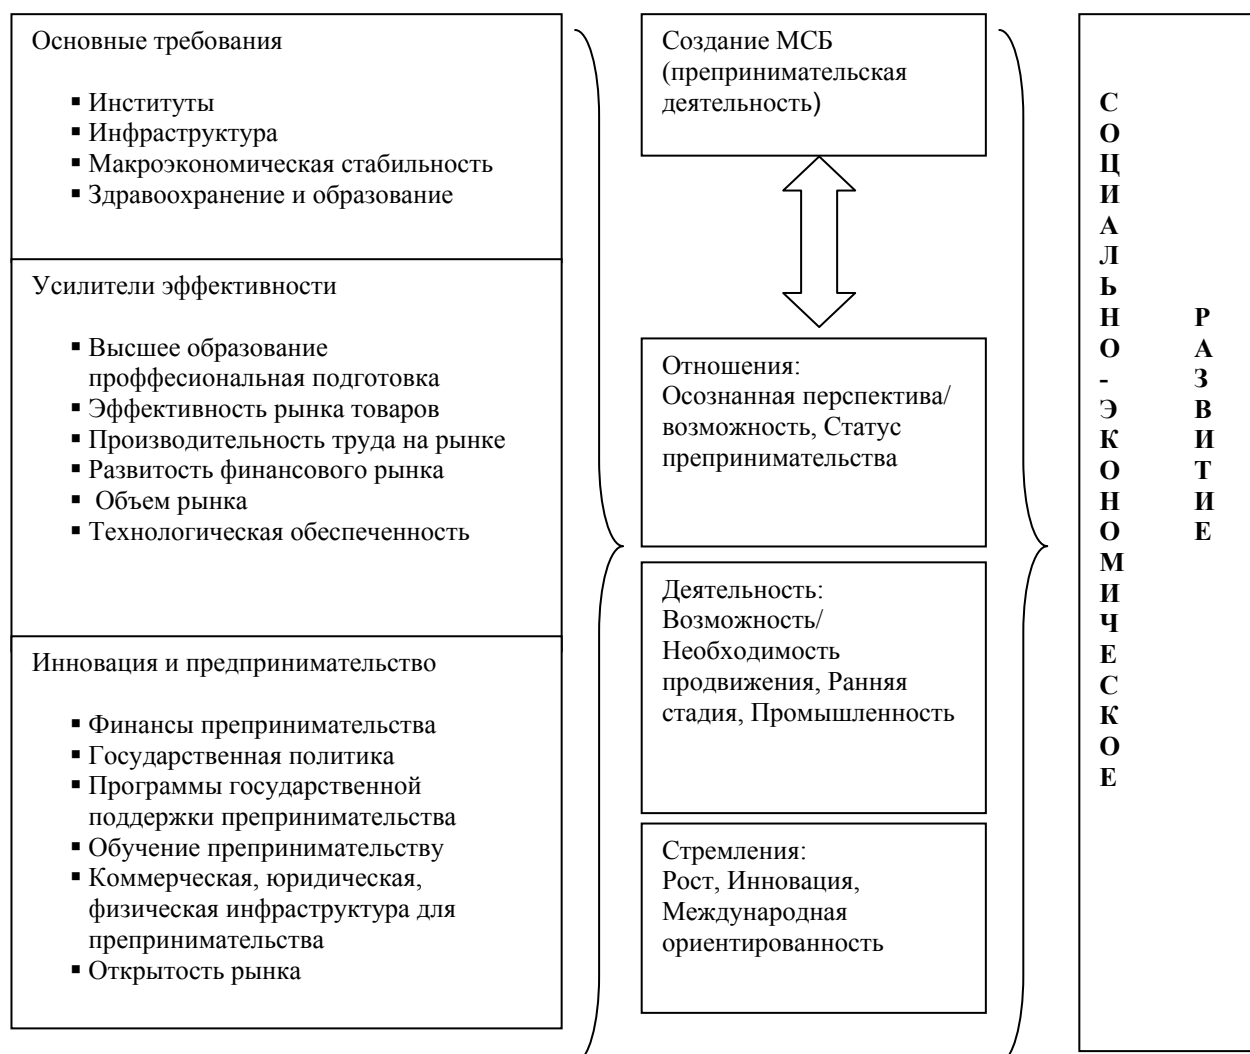 Основные требования
▪ Институты
▪ Инфраструктура
▪ Макроэкономическая стабильность
▪ Здравоохранение и образование
Усилители эффективности
▪ Высшее образование
проффесиональная подготовка
▪ Эффективность рынка товаров
▪ Производительность труда на рынке
▪ Развитость финансового рынка
▪ Объем рынка
▪ Технологическая обеспеченность
Инновация и предпринимательство
▪ Финансы препринимательства
▪ Государственная политика
▪ Программы государственной
поддержки препринимательства
▪ Обучение препринимательству
▪ Коммерческая, юридическая,
физическая инфраструктура для
препринимательства
▪ Открытость рынка
Создание МСБ
(препринимательская
деятельность)
Отношения:
Осознанная перспектива/
возможность, Статус
препринимательства
Деятельность:
Возможность/
Необходимость
продвижения, Ранняя
стадия, Промышленность
Стремления:
Рост, Инновация,
Международная
ориентированность
СОЦИАЛЬНО-ЭКОНОМИЧЕСКОЕ
РАЗВИТИЕ